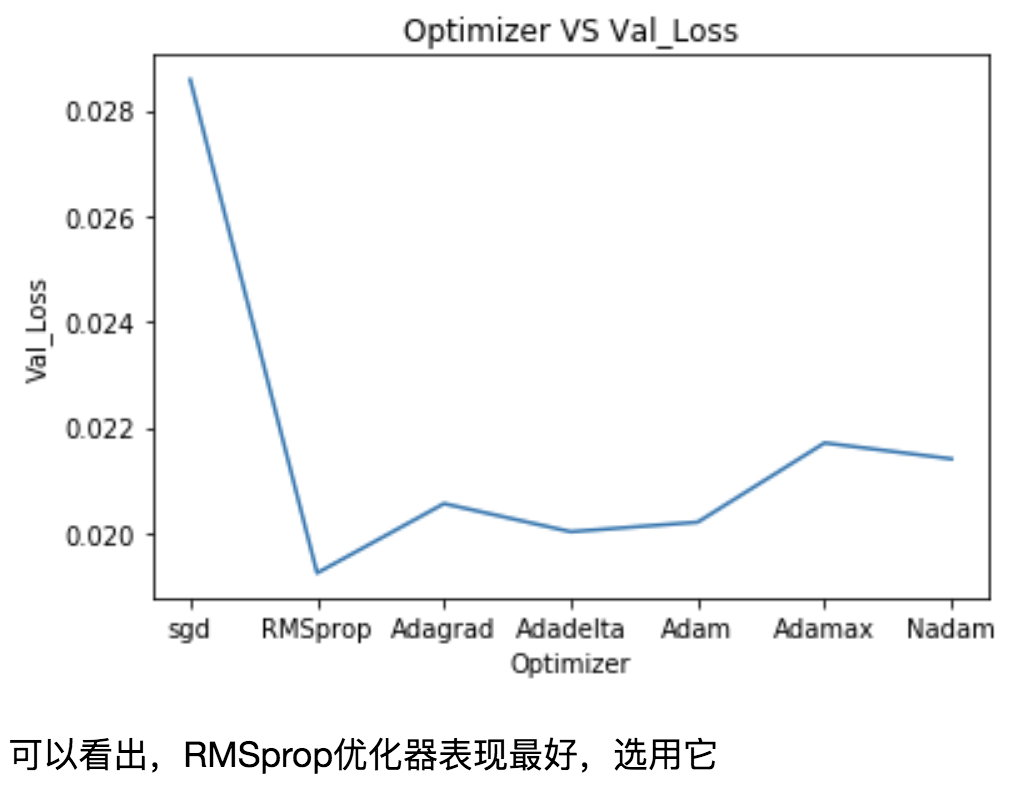 Optimizer VS Val_Loss
0.028
0.026
0.024
0.022
0.020
Val_Loss
sgd RMSprop Adagrad Adadelta Adam Adamax Nadam
Optimizer
可以看出，RMSprop优化器表现最好，选用它